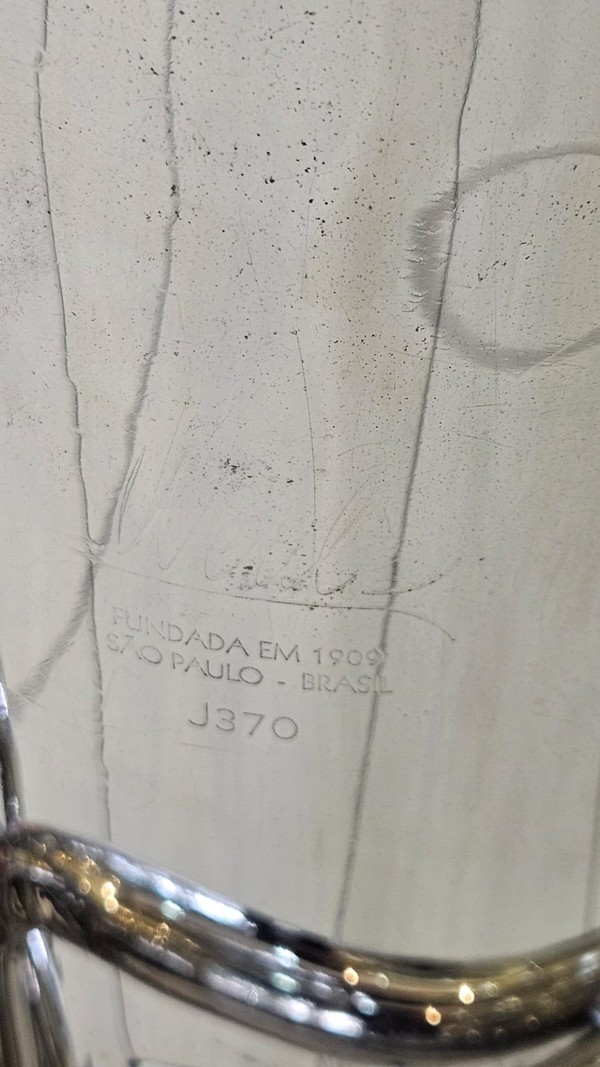 FUNDADA EM 1909
SÃO PAULO - BRASIL
J370